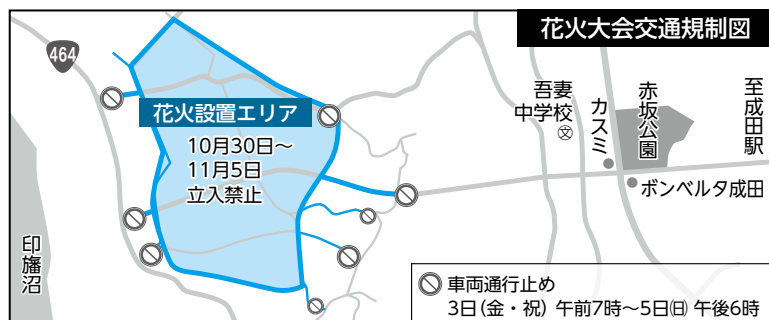 花火大会交通規制図
464
花火設置エリア
10月30日～
11月5日
立入禁止
印旛沼
吾妻
中学校
文
カスミ
赤坂公園
至成田駅
ボンベルタ成田
車両通行止め
3日(金・祝) 午前7時～5日㈰ 午後6時